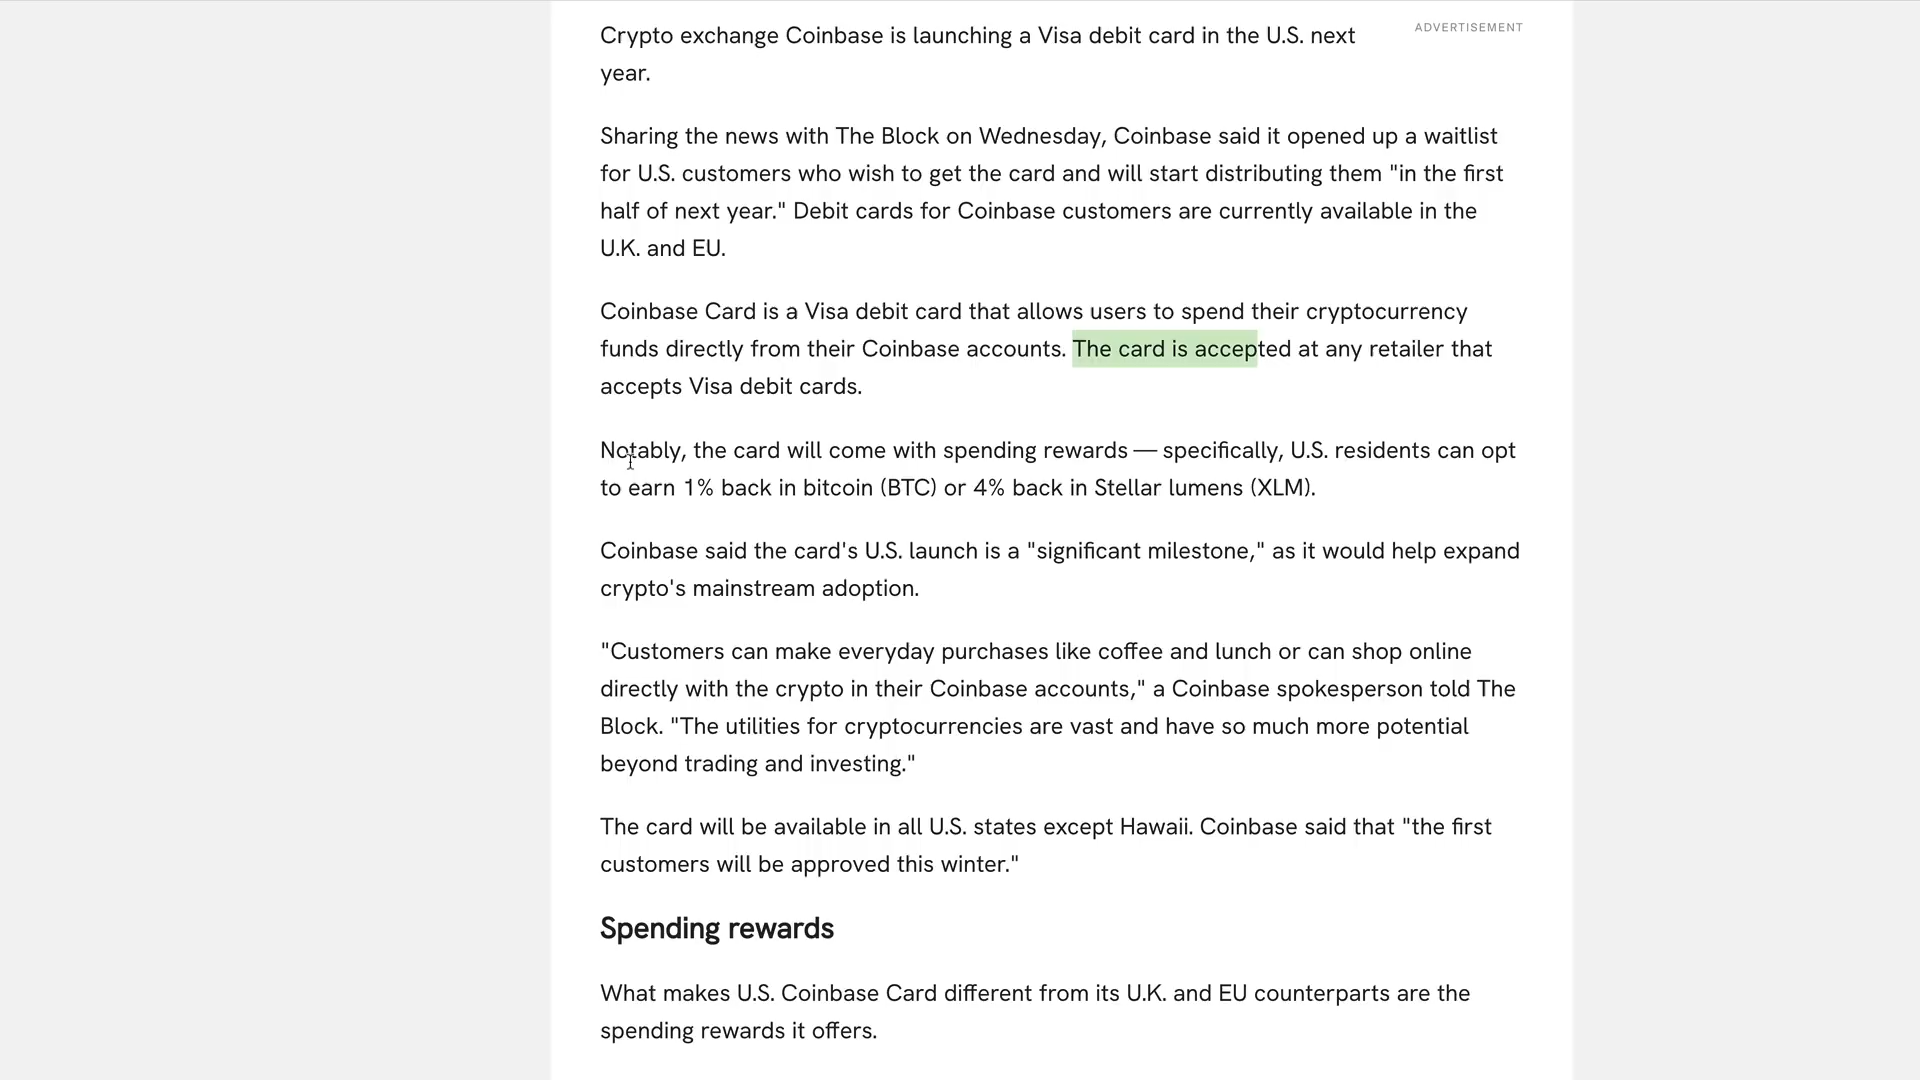 ADVERTISEMENT
Crypto exchange Coinbase is launching a Visa debit card in the U.S. next
year.
Sharing the news with The Block on Wednesday, Coinbase said it opened up a waitlist
for U.S. customers who wish to get the card and will start distributing them "in the first
half of next year." Debit cards for Coinbase customers are currently available in the
U.K. and EU.
Coinbase Card is a Visa debit card that allows users to spend their cryptocurrency
funds directly from their Coinbase accounts. The card is accepted at any retailer that
accepts Visa debit cards.
Notably, the card will come with spending rewards — specifically, U.S. residents can opt
to earn 1% back in bitcoin (BTC) or 4% back in Stellar lumens (XLM).
Coinbase said the card's U.S. launch is a "significant milestone," as it would help expand
crypto's mainstream adoption.
"Customers can make everyday purchases like coffee and lunch or can shop online
directly with the crypto in their Coinbase accounts," a Coinbase spokesperson told The
Block. "The utilities for cryptocurrencies are vast and have so much more potential
beyond trading and investing."
The card will be available in all U.S. states except Hawaii. Coinbase said that "the first
customers will be approved this winter."
Spending rewards
What makes U.S. Coinbase Card different from its U.K. and EU counterparts are the
spending rewards it offers.